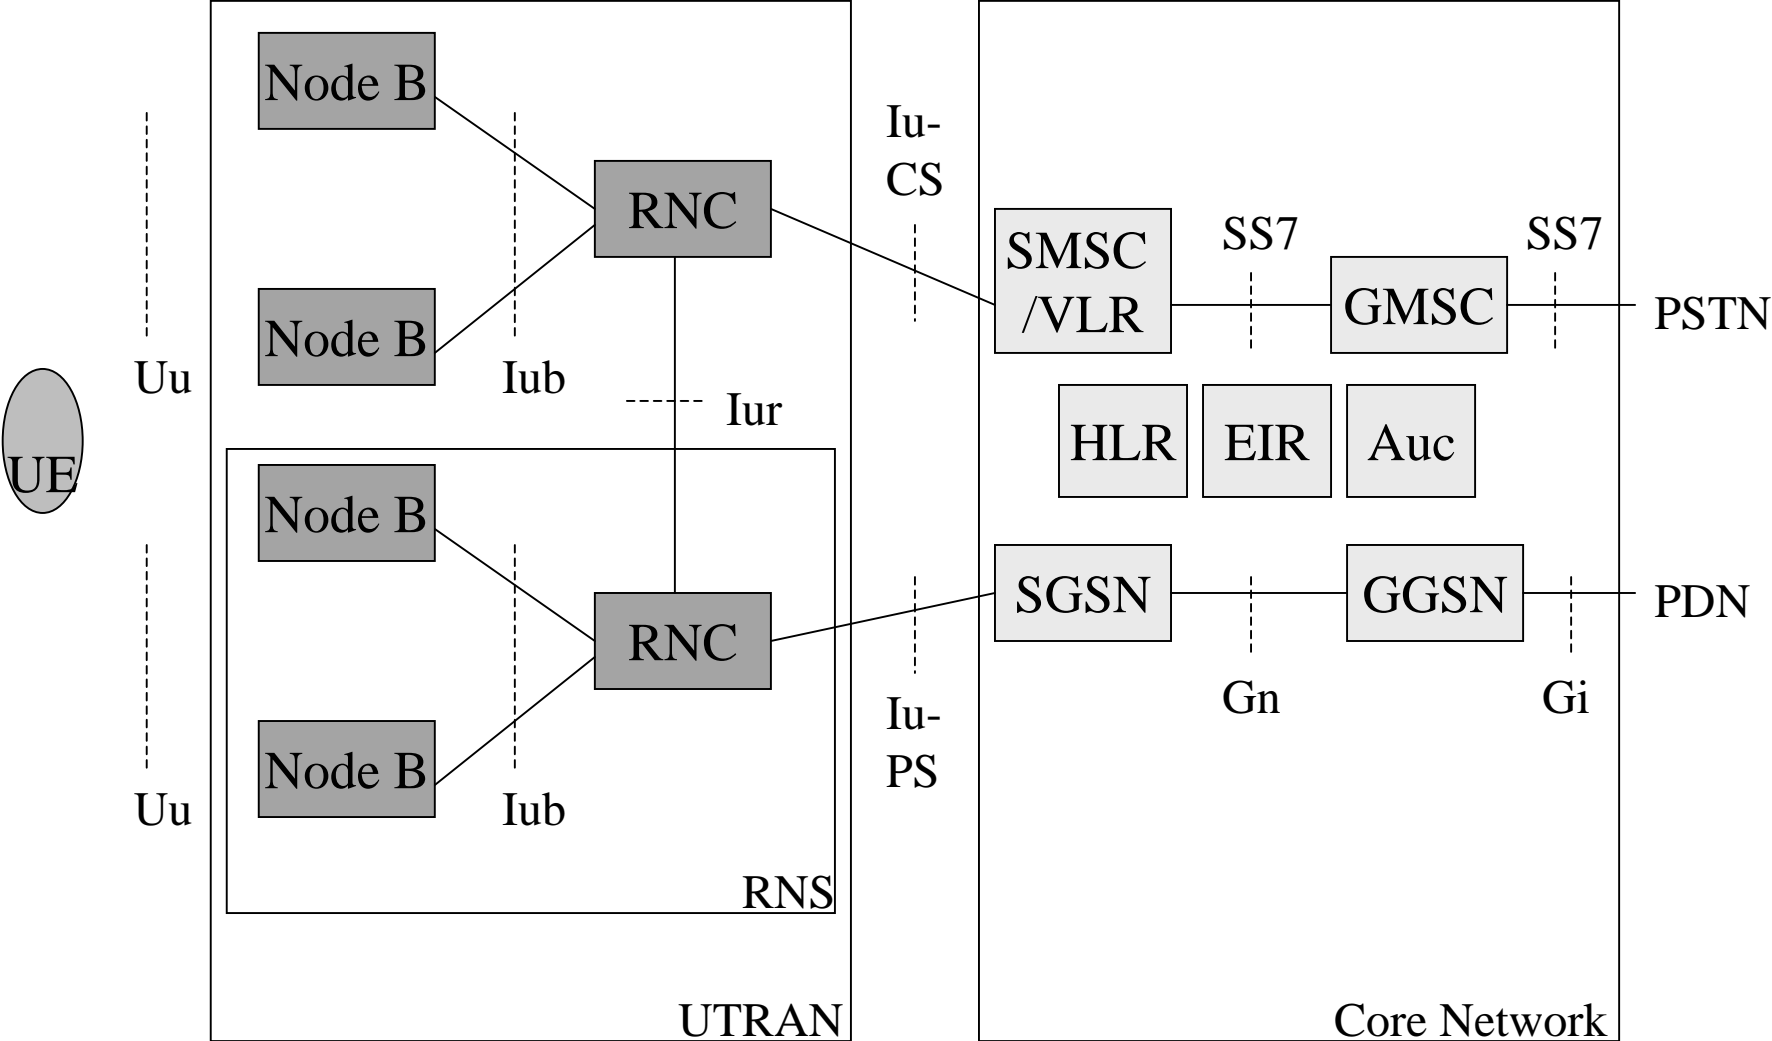 Node B
Iu-
CS
RNC
SMSC
/VLR
SS7
SS7
GMSC
PSTN
Node B
Uu
Iub
Iur
HLR
EIR
Auc
UE
Node B
SGSN
GGSN
PDN
RNC
Iu-
PS
Gn
Gi
Node B
Uu
Iub
RNS
UTRAN
Core Network